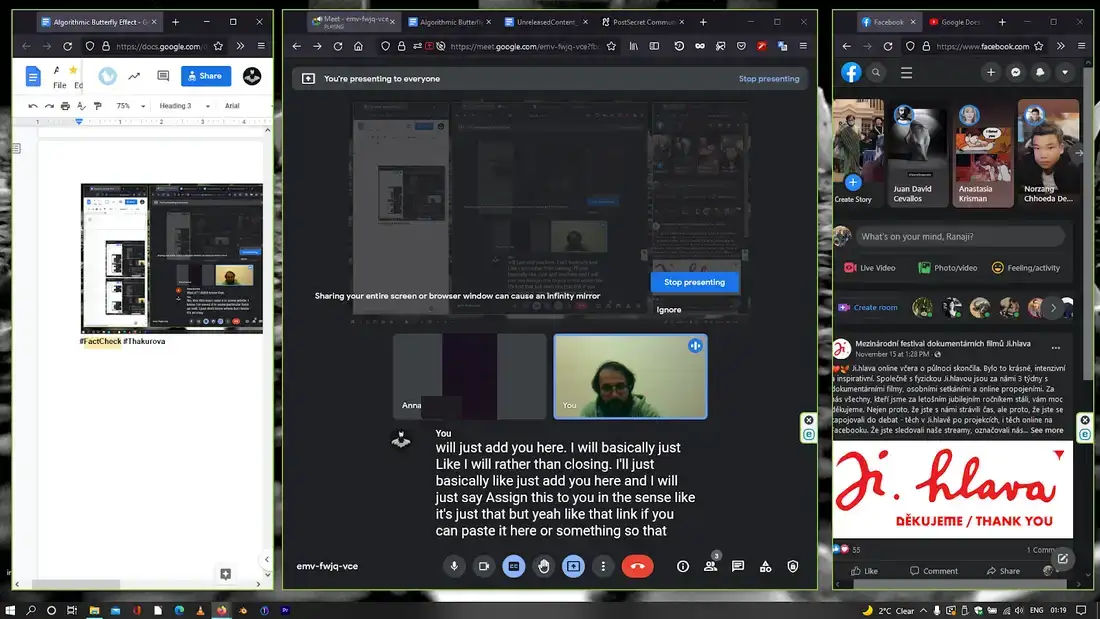 Algorithmic Butterfly Effect - G
https://docs.google.co
File
Share
75%
Heading 3
Arial
#FactCheck #Thakurova
Meet - emv-fwjq-vce
PLAYING
Algorithmic Butterfly
UnreleasedContent_
PostSecret Commun
https://meet.google.com/emv-fwjq-vce?
You're presenting to everyone
Stop presenting
Sharing your entire screen or browser window can cause an infinity mirror
Stop presenting
Ignore
Anna
You
You
will just add you here. I will basically just
Like I will rather than closing. I'll just
basically like just add you here and I will
just say Assign this to you in the sense like
it's just that but yeah like that link if you
can paste it here or something so that
emv-fwjq-vce
3
Facebook
Google Docs
https://www.facebook.com
Create Story
Juan David
Cevallos
Anastasia
Krisman
Norzang
Chhoeda De...
What's on your mind, Ranaji?
Live Video
Photo/video
Feeling/activity
Create room
Mezinárodní festival dokumentárních filmů Ji.hlava
November 15 at 1:28 PM
Ji.hlava online včera o půlnoci skončila. Bylo to krásné, intenzivní
a inspirativní. Společně s fyzickou Ji.hlavou jsou za námi 3 týdny s
dokumentárními filmy, osobními setkáními a online propojeními. Za
nás všechny, kteří jsme za letošním jubilejním ročníkem stáli, vám moc
děkujeme. Nejen proto, že jste s námi strávili čas, ale proto, že jste se
zapojovali do debat - těch v Ji.hlavě po projekcích, i těch online na
Facebooku. Že jste sledovali naše streamy, označovali nás... See more
Ji.hlava
DĚKUJEME / THANK YOU
55
1 Comm
Like
Comment
Share
2°C Clear
ENG
01:19